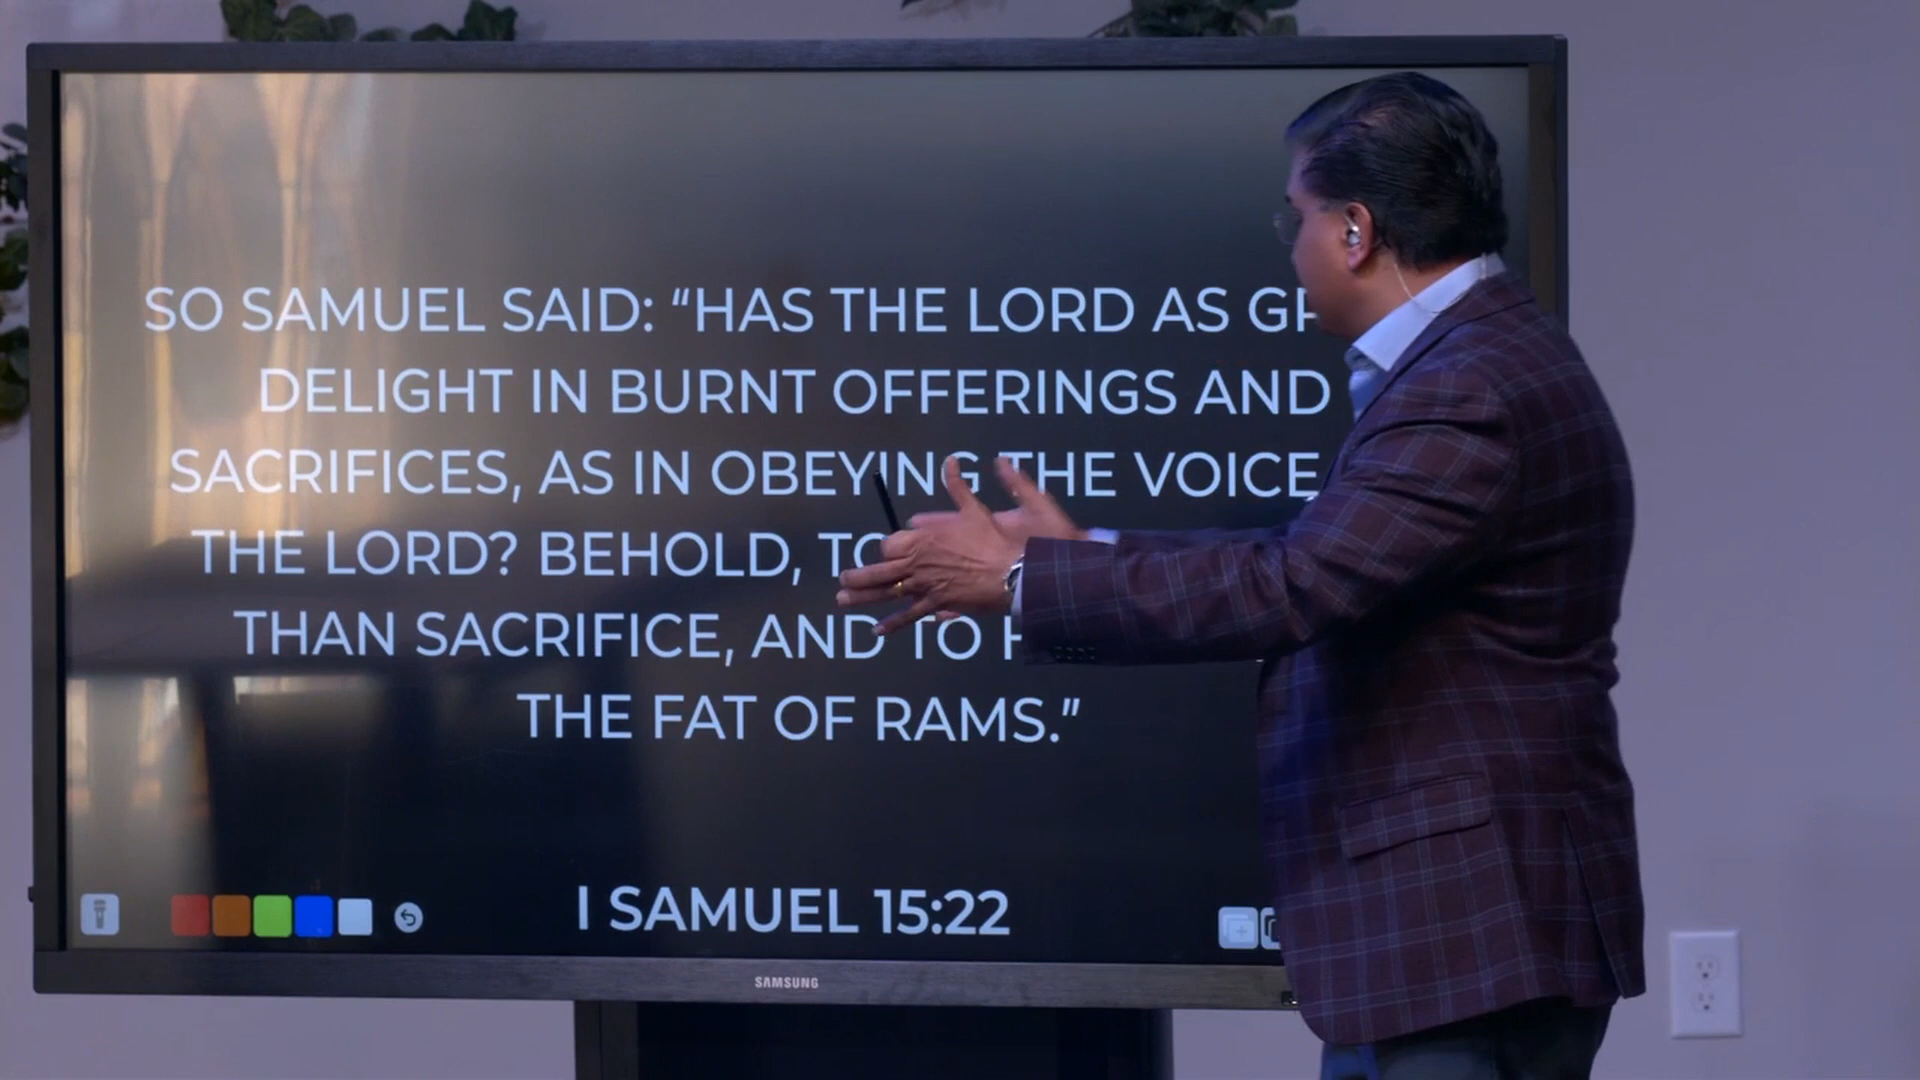 SO SAMUEL SAID: “HAS THE LORD AS
DELIGHT IN BURNT OFFERINGS AND
SACRIFICES, AS IN OBEYING THE VOICE
THE LORD? BEHOLD, TO
THAN SACRIFICE, AND TO
THE FAT OF RAMS.”
I SAMUEL 15:22
SAMSUNG